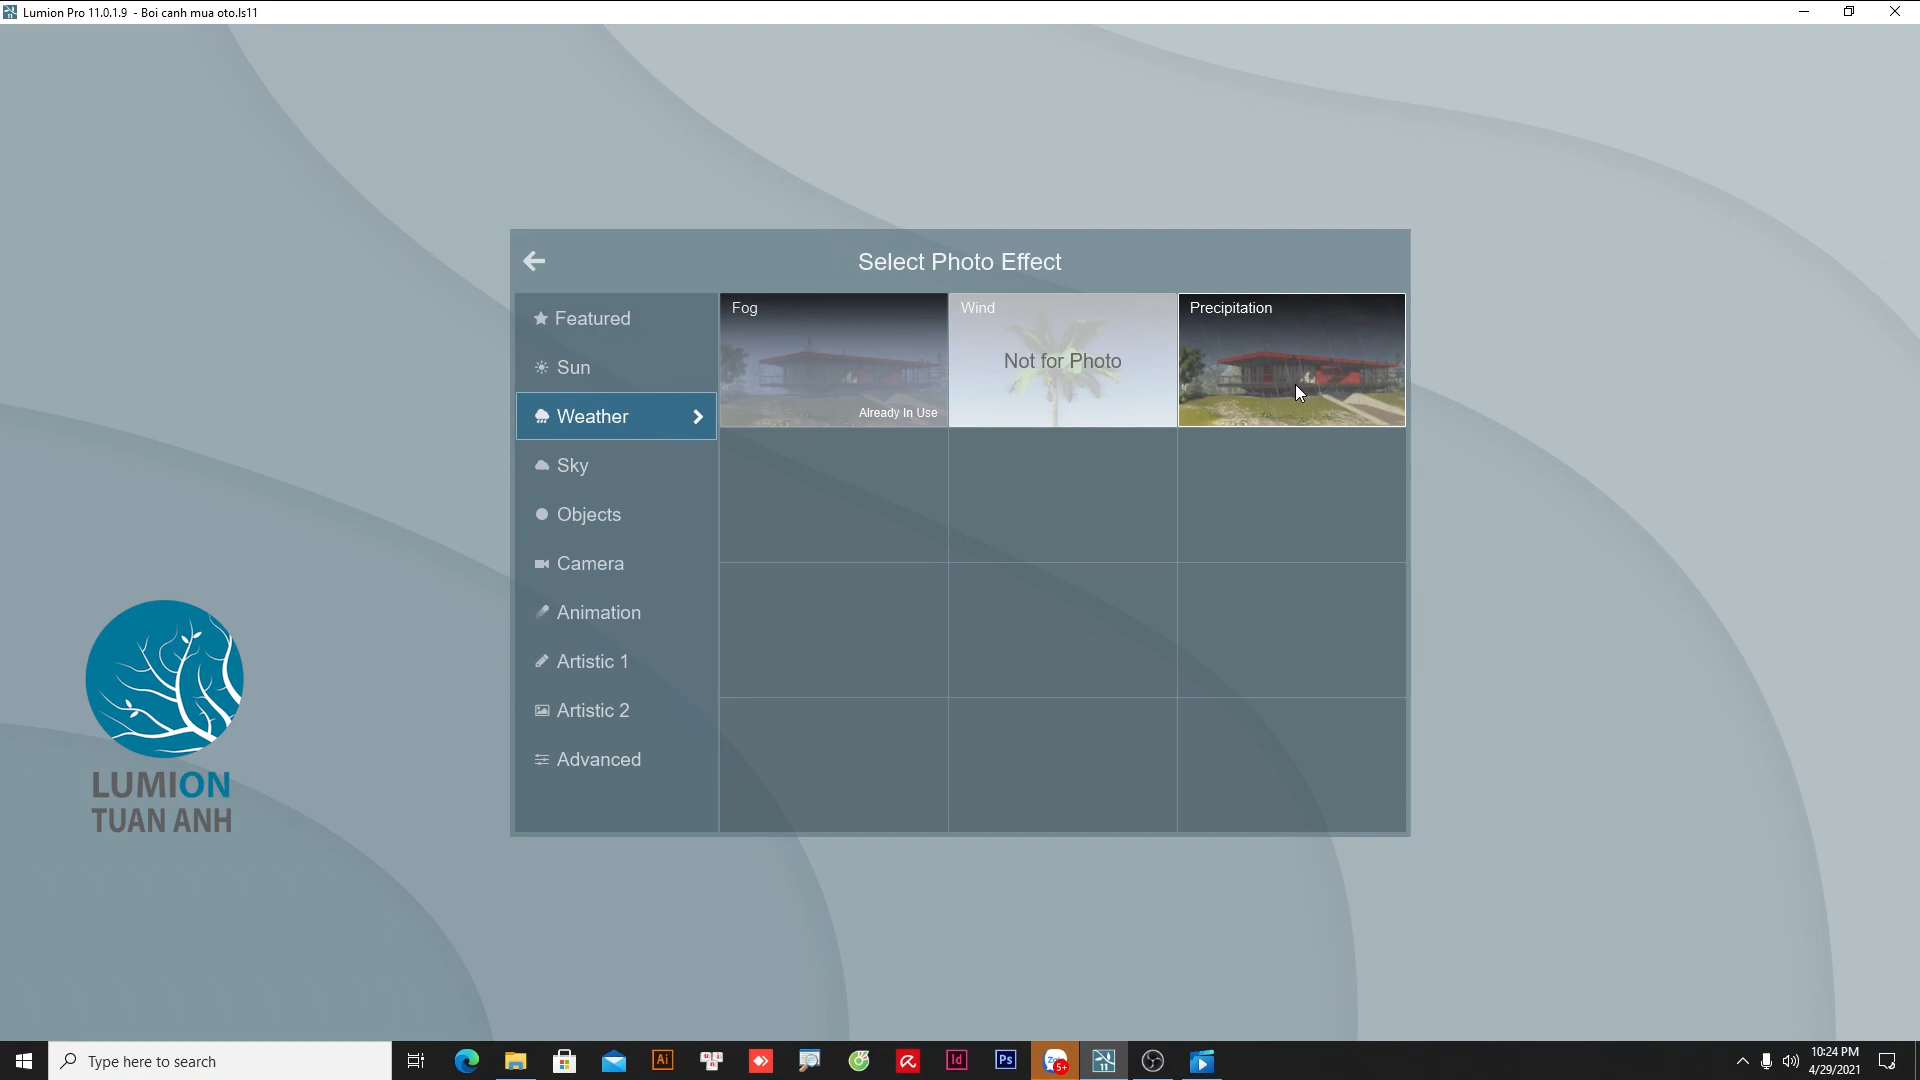 Lumion Pro 11.0.1.9 - Boi canh mua oto.ls11
Select Photo Effect
Featured
Sun
Weather
Sky
Objects
Camera
Animation
Artistic 1
Artistic 2
Advanced
Fog
Already In Use
Wind
Not for Photo
Precipitation
LUMION
TUAN ANH
Type here to search
Ai
Id
Ps
5+
11
10:24 PM
4/29/2021